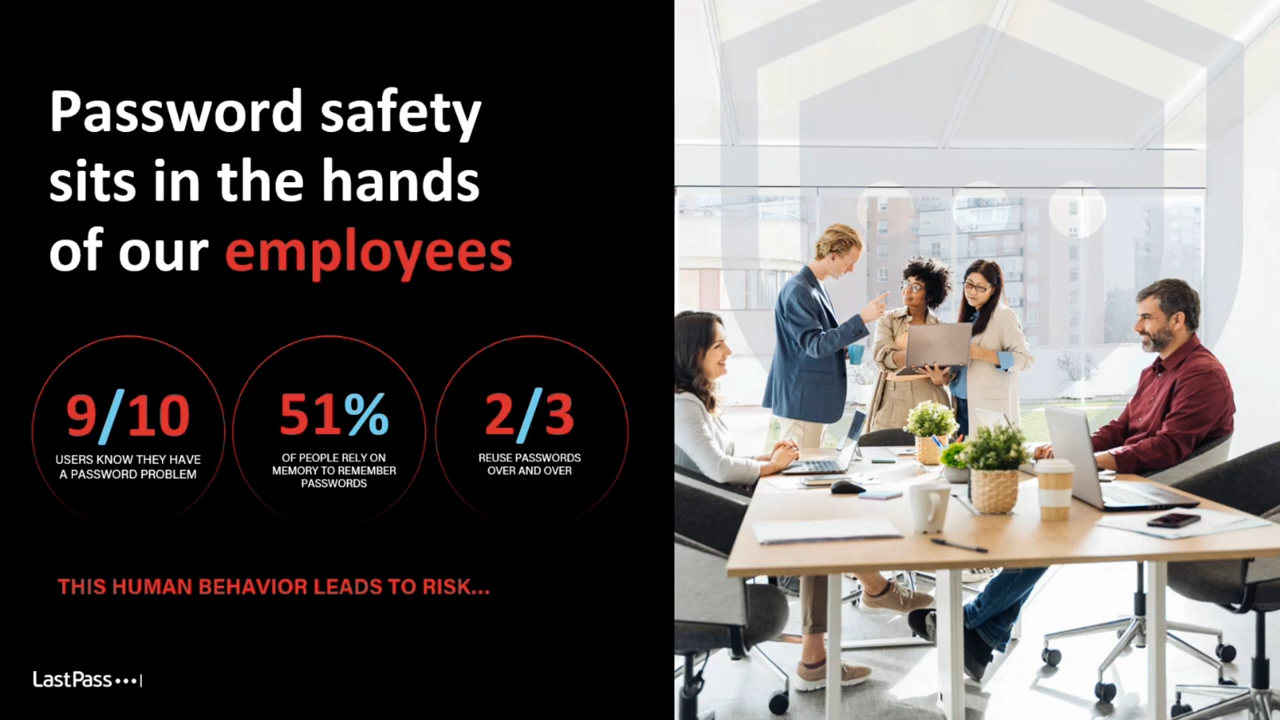 Password safety
sits in the hands
of our employees
9/10
USERS KNOW THEY HAVE
A PASSWORD PROBLEM
51%
OF PEOPLE RELY ON
MEMORY TO REMEMBER
PASSWORDS
2/3
REUSE PASSWORDS
OVER AND OVER
THIS HUMAN BEHAVIOR LEADS TO RISK...
LastPass•••|